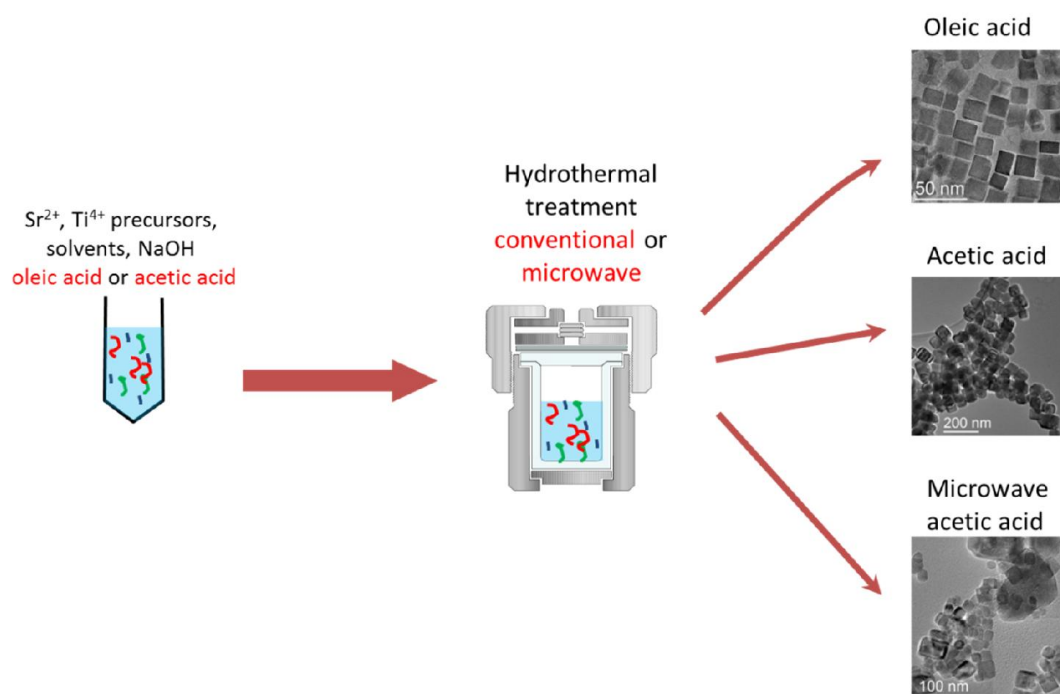 Sr²⁺, Ti⁴⁺ precursors,
solvents, NaOH
oleic acid or acetic acid
Hydrothermal
treatment
conventional or
microwave
Oleic acid
50 nm
Acetic acid
200 nm
Microwave
acetic acid
100 nm